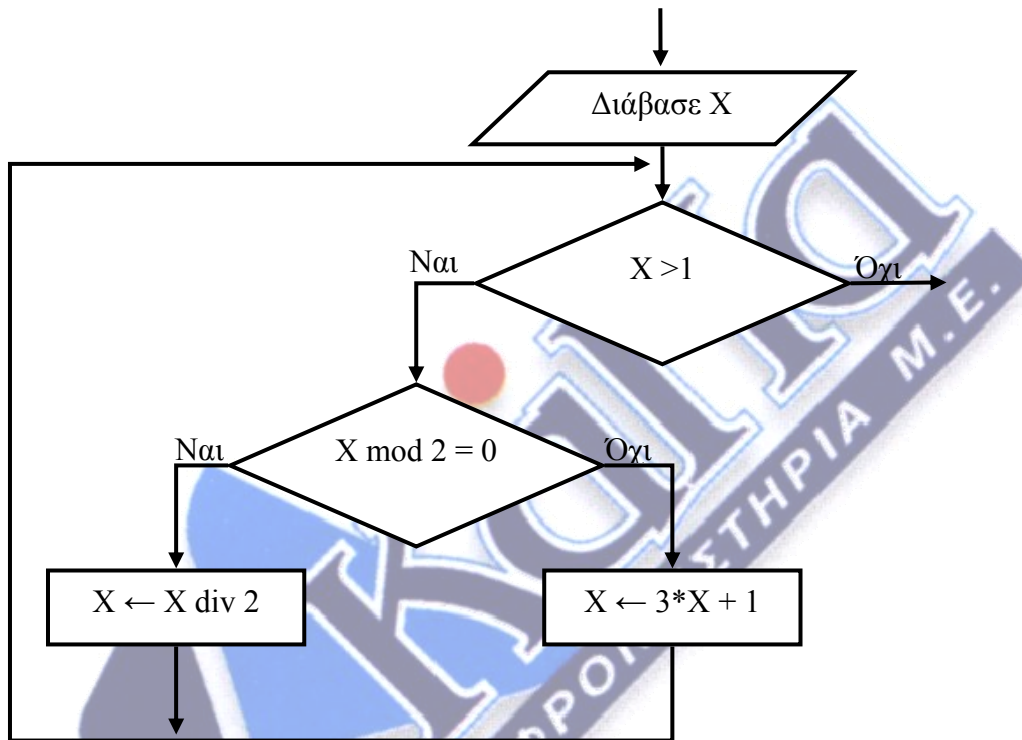 Διάβασε Χ
Χ >1
Ναι
Όχι
Χ mod 2 = 0
Ναι
Όχι
Χ ← Χ div 2
Χ ← 3*Χ + 1
Μ.Ε.